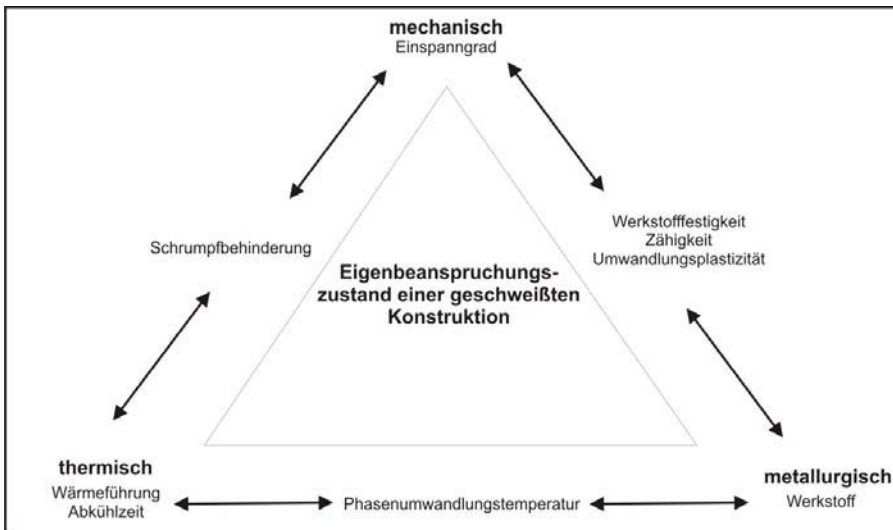 mechanisch
Einspanngrad
Schrumpfbehinderung
Werkstofffestigkeit
Zähigkeit
Umwandlungsplastizität
Eigenbeanspruchungs-
zustand einer geschweißten
Konstruktion
thermisch
Wärmeführung
Abkühlzeit
Phasenumwandlungstemperatur
metallurgisch
Werkstoff